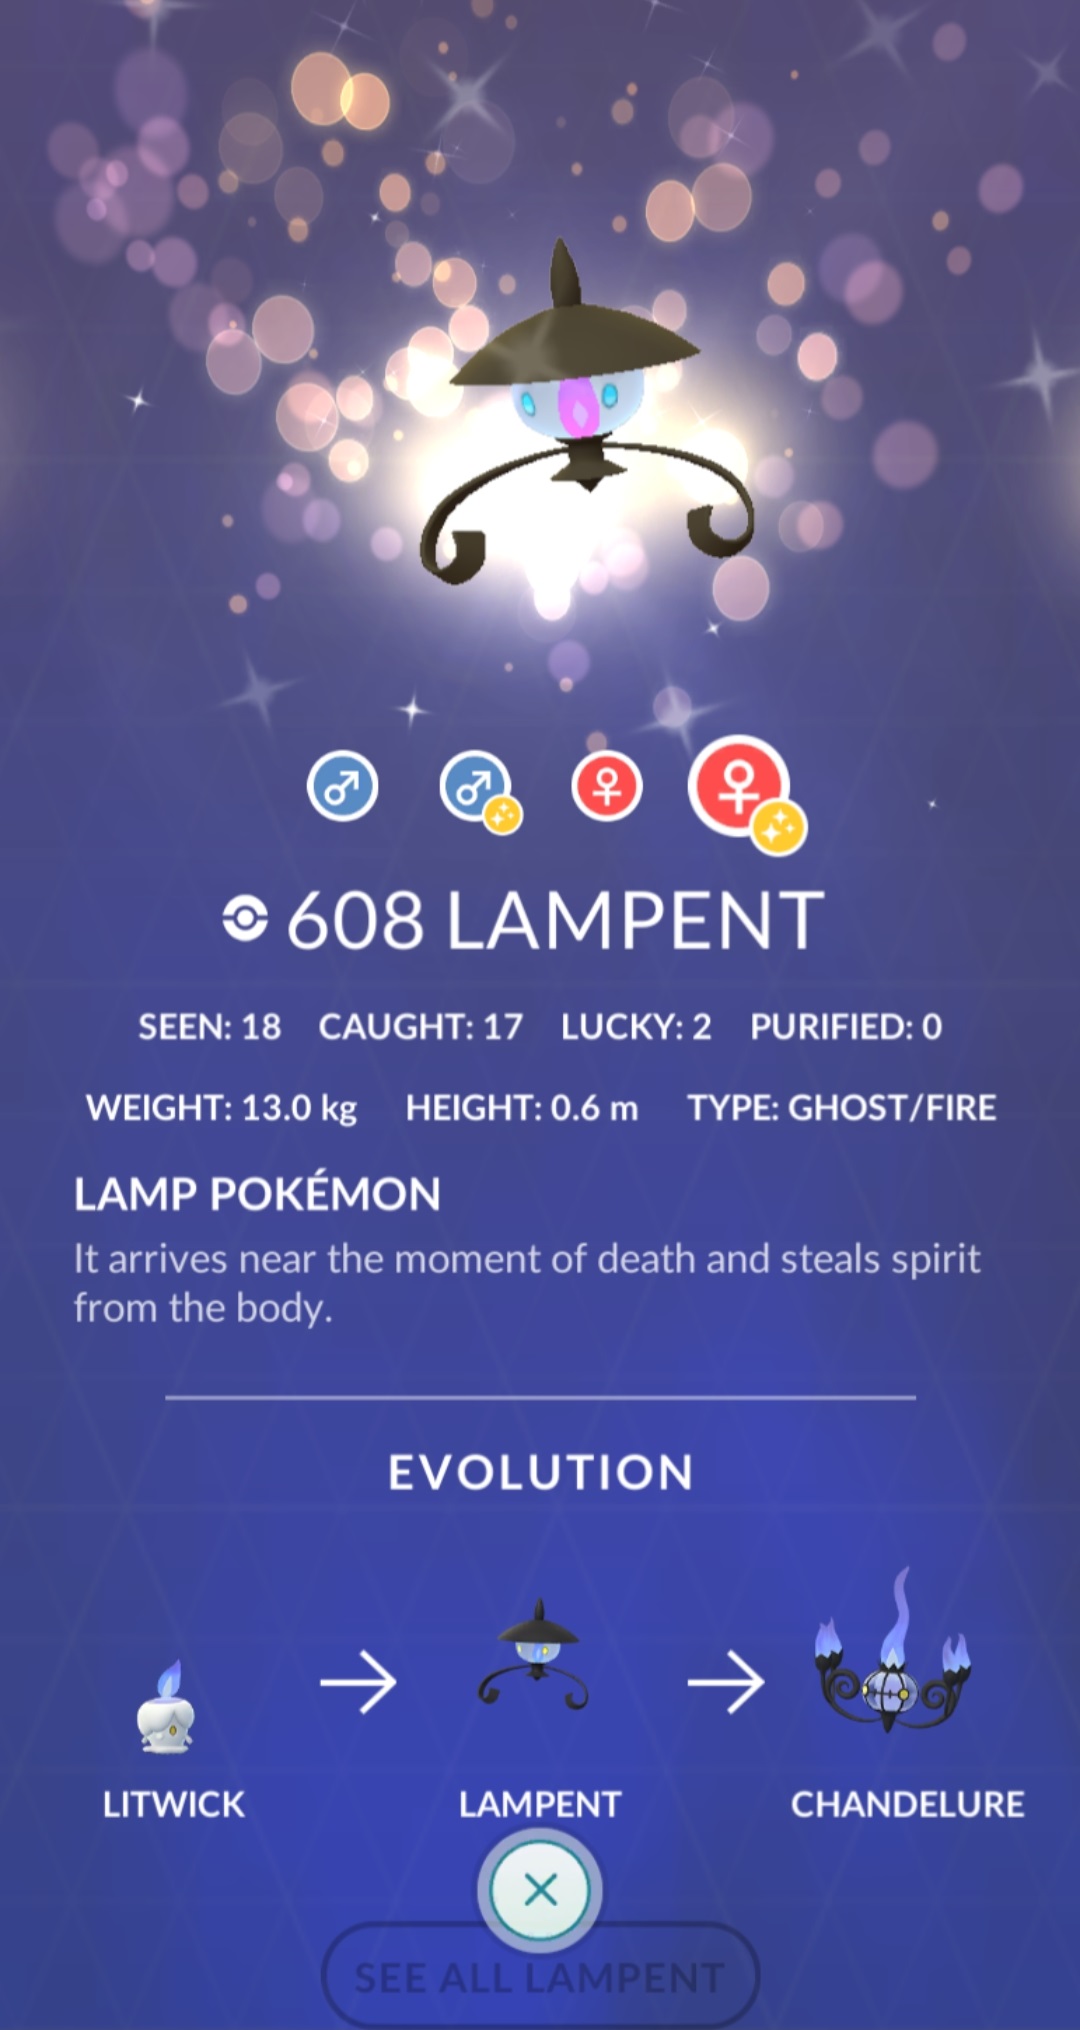 608 LAMPENT
SEEN: 18 CAUGHT: 17 LUCKY: 2 PURIFIED: 0
WEIGHT: 13.0 kg HEIGHT: 0.6 m TYPE: GHOST/FIRE
LAMP POKÉMON
It arrives near the moment of death and steals spirit
from the body.
EVOLUTION
LITWICK LAMPENT CHANDELURE
SEE ALL LAMPENT